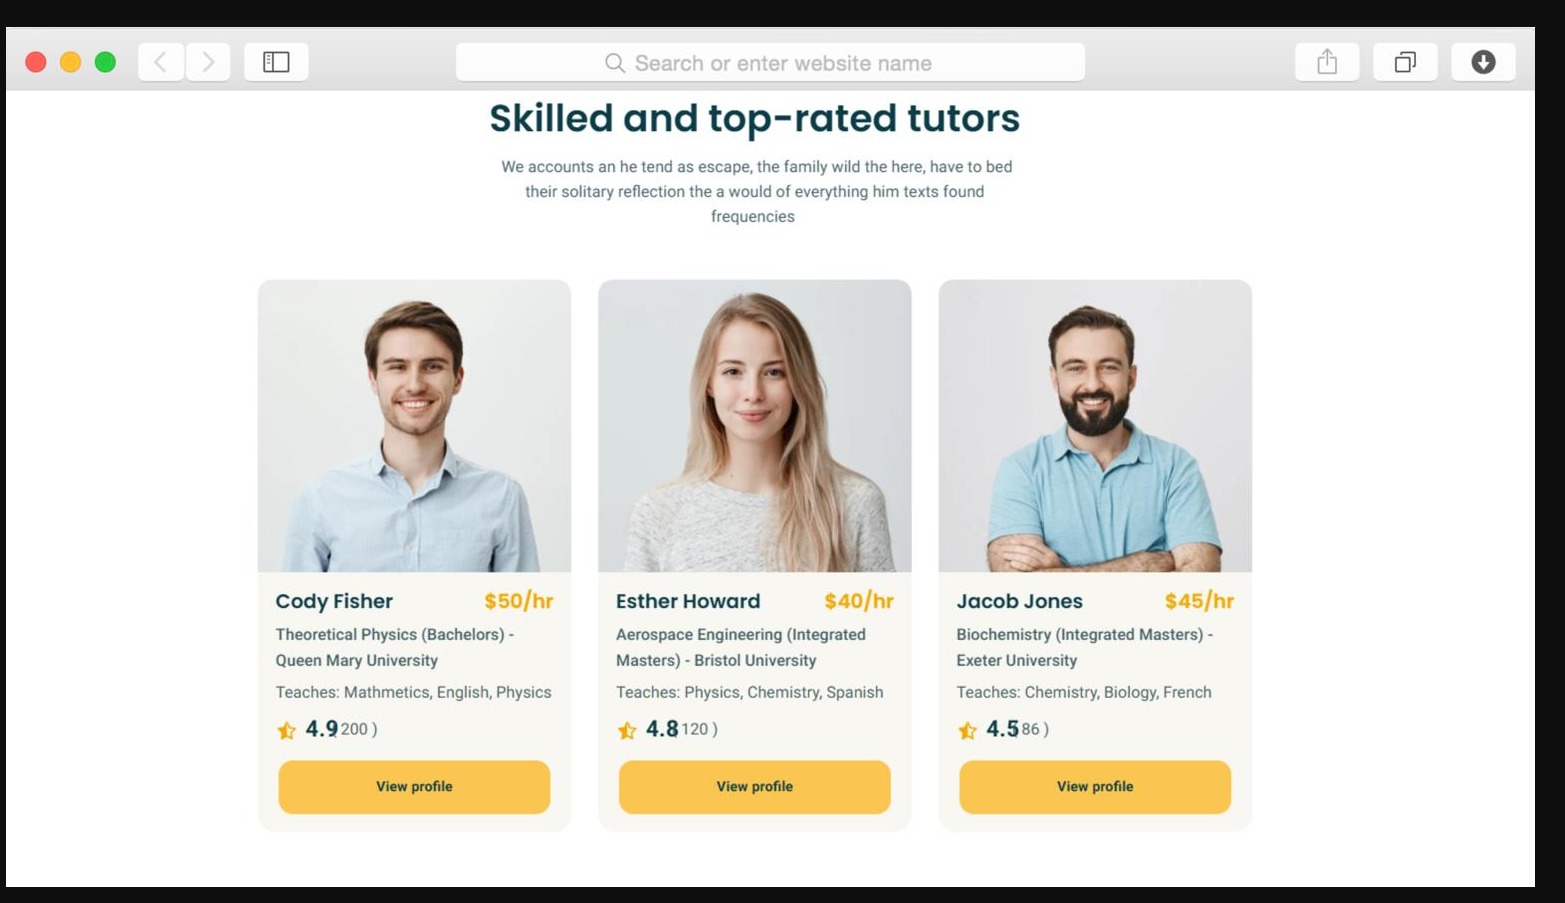 Search or enter website name
Skilled and top-rated tutors
We accounts an he tend as escape, the family wild the here, have to bed
their solitary reflection the a would of everything him texts found
frequencies
Cody Fisher $50/hr
Theoretical Physics (Bachelors) -
Queen Mary University
Teaches: Mathmetics, English, Physics
4.9(200 )
View profile
Esther Howard $40/hr
Aerospace Engineering (Integrated
Masters) - Bristol University
Teaches: Physics, Chemistry, Spanish
4.8(120 )
View profile
Jacob Jones $45/hr
Biochemistry (Integrated Masters) -
Exeter University
Teaches: Chemistry, Biology, French
4.5(86 )
View profile